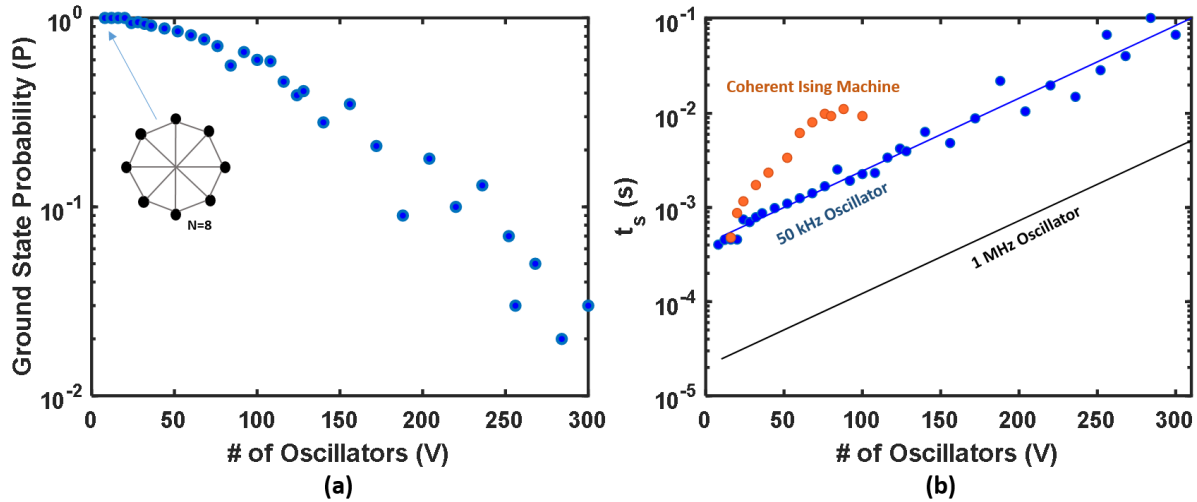 Ground State Probability (P)
10^0
10^-1
10^-2
N=8
0 50 100 150 200 250 300
# of Oscillators (V)
(a)
t_s (s)
10^-1
10^-2
10^-3
10^-4
10^-5
Coherent Ising Machine
50 kHz Oscillator
1 MHz Oscillator
0 50 100 150 200 250 300
# of Oscillators (V)
(b)